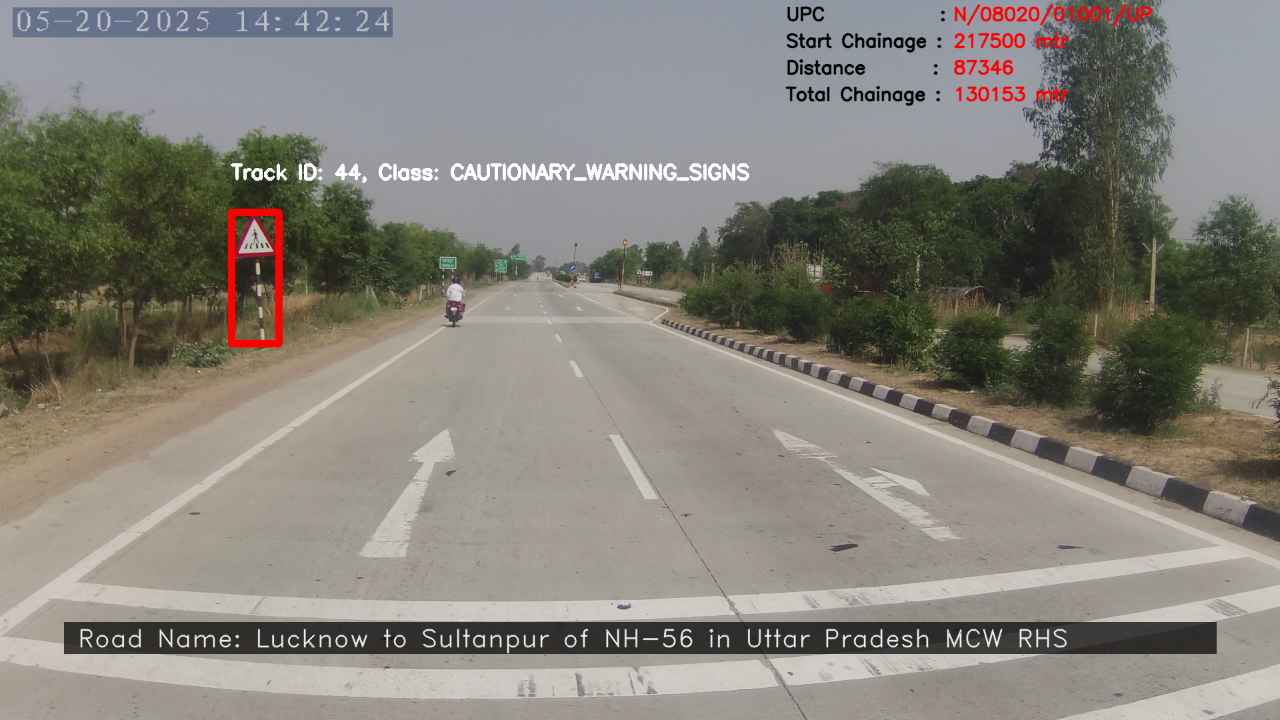 05-20-2025 14:42:24
UPC : N/08020/01001/UP
Start Chainage : 217500 mtr
Distance : 87346
Total Chainage : 130153 mtr
Track ID: 44, Class: CAUTIONARY_WARNING_SIGNS
Road Name: Lucknow to Sultanpur of NH-56 in Uttar Pradesh MCW RHS